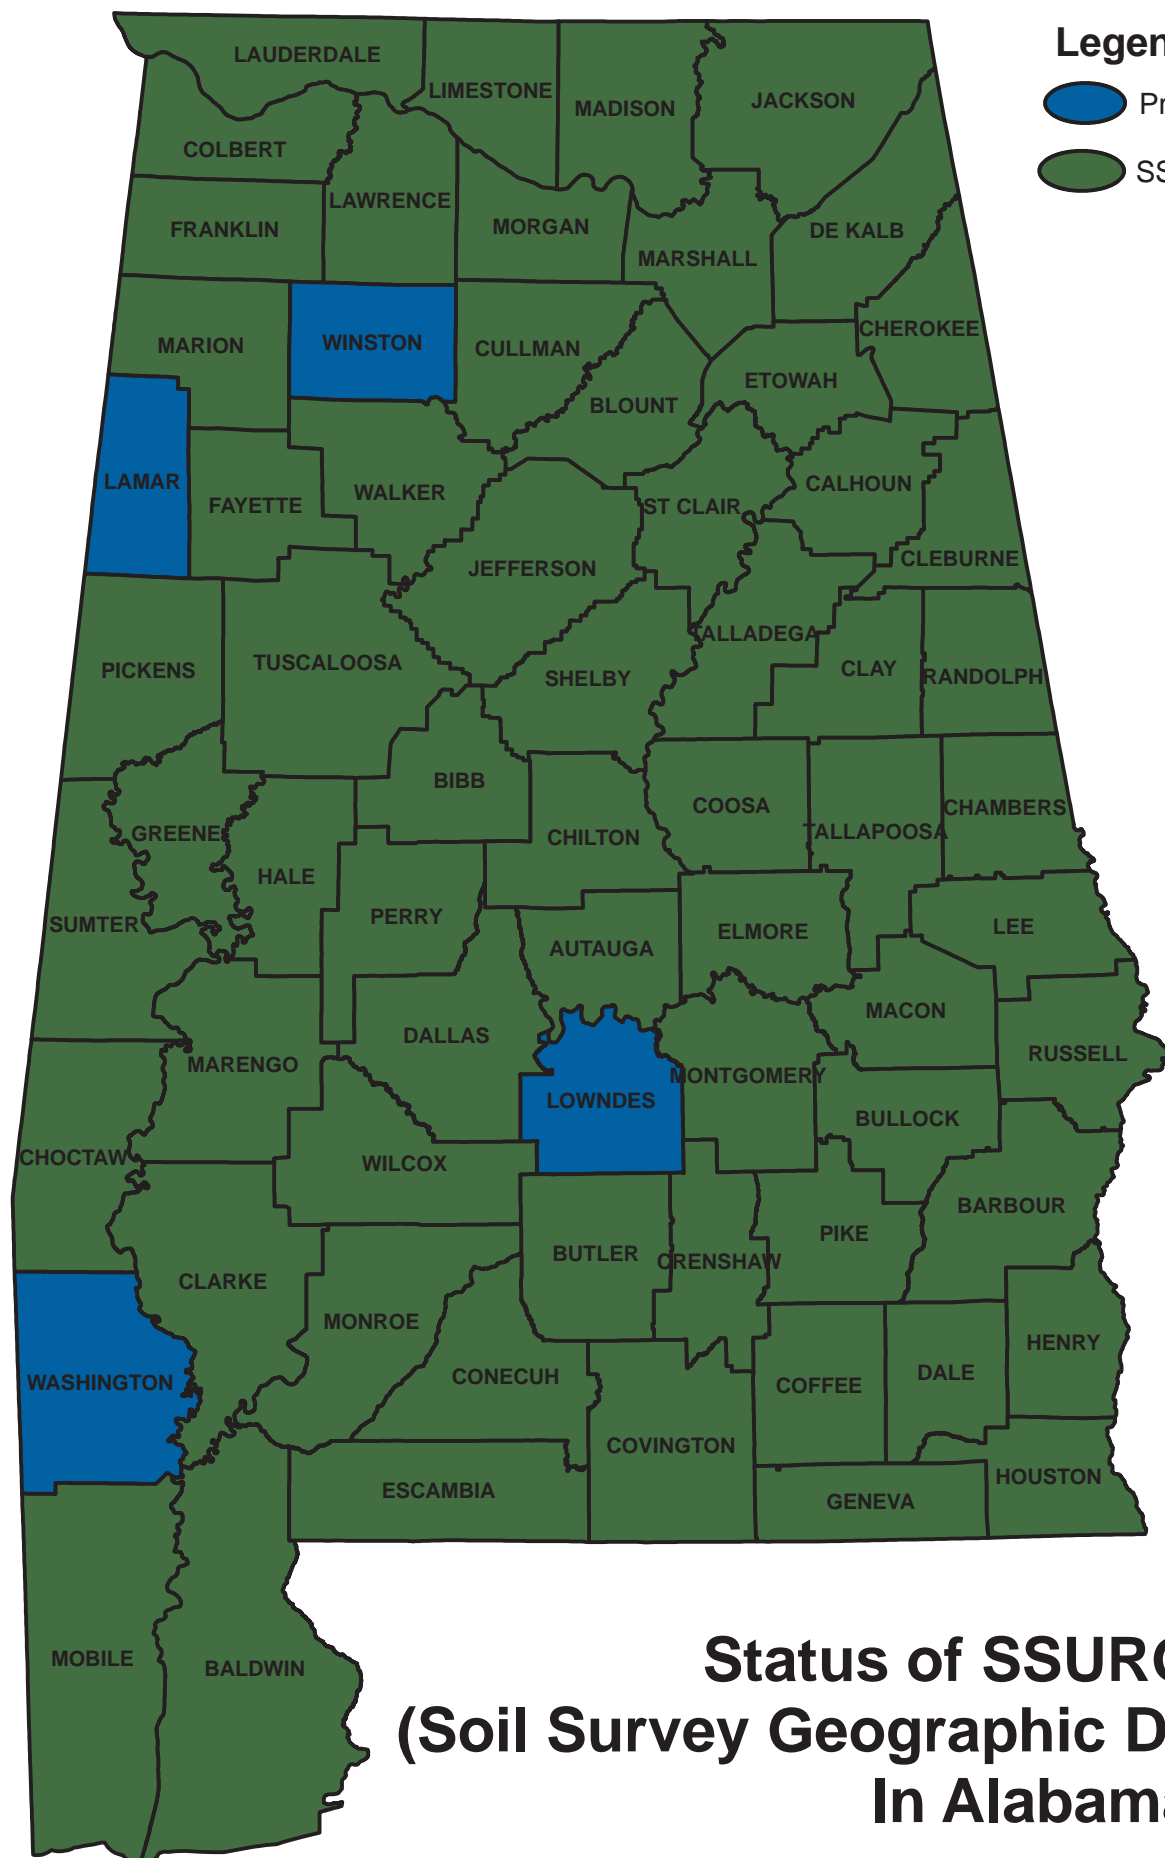 Legen
Pr
SS
LAUDERDALE
LIMESTONE
MADISON
JACKSON
COLBERT
LAWRENCE
FRANKLIN
MORGAN
DE KALB
MARSHALL
CHEROKEE
MARION
WINSTON
CULLMAN
ETOWAH
BLOUNT
LAMAR
FAYETTE
WALKER
CALHOUN
ST CLAIR
CLEBURNE
JEFFERSON
TALLADEGA
PICKENS
TUSCALOOSA
SHELBY
CLAY
RANDOLPH
BIBB
COOSA
CHAMBERS
TALLAPOOSA
GREENE
CHILTON
HALE
PERRY
SUMTER
AUTAUGA
ELMORE
LEE
MACON
DALLAS
RUSSELL
MARENGO
MONTGOMERY
LOWNDES
BULLOCK
CHOCTAW
WILCOX
BARBOUR
PIKE
BUTLER
CRENSHAW
CLARKE
MONROE
HENRY
WASHINGTON
CONECUH
COFFEE
DALE
COVINGTON
HOUSTON
ESCAMBIA
GENEVA
MOBILE
BALDWIN
Status of SSURG
(Soil Survey Geographic D
In Alabama